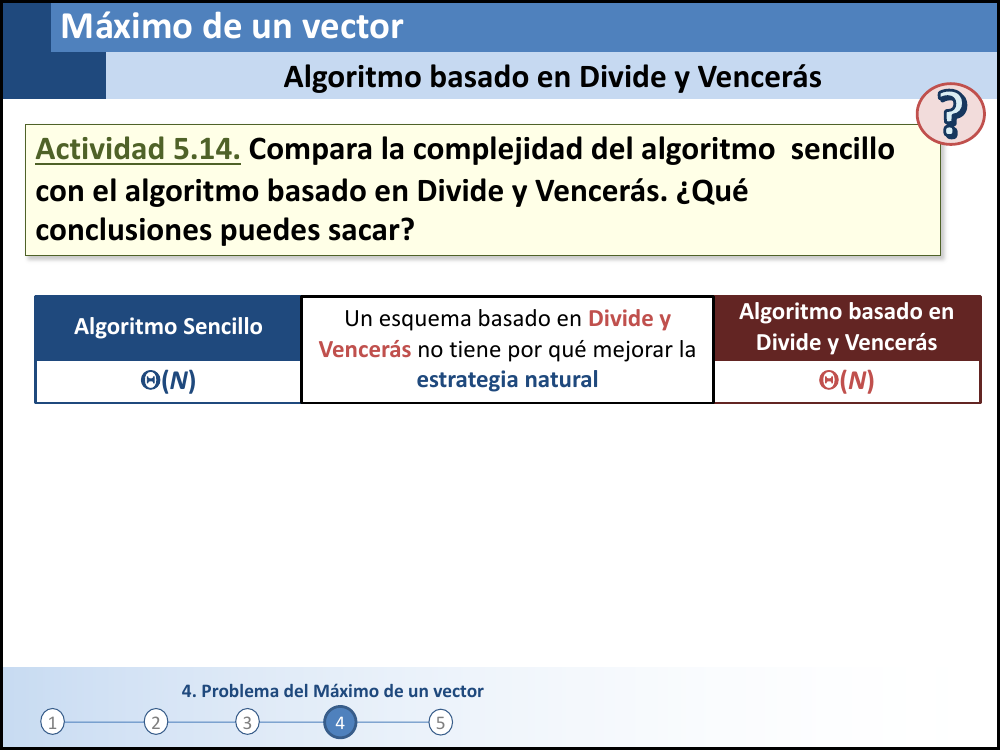 Máximo de un vector
Algoritmo basado en Divide y Vencerás
?
Actividad 5.14. Compara la complejidad del algoritmo sencillo
con el algoritmo basado en Divide y Vencerás. ¿Qué
conclusiones puedes sacar?
Algoritmo Sencillo
Θ(N)
Un esquema basado en Divide y
Vencerás no tiene por qué mejorar la
estrategia natural
Algoritmo basado en
Divide y Vencerás
Θ(N)
4. Problema del Máximo de un vector
1 2 3 4 5